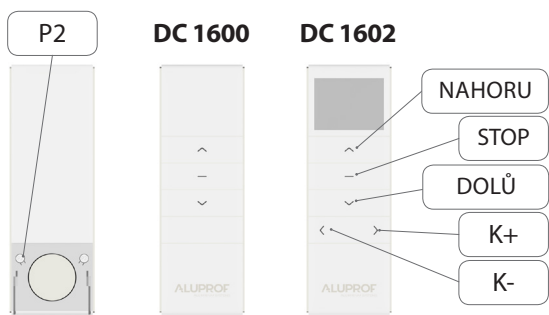 P2
DC 1600
DC 1602
NAHORU
STOP
DOLŮ
K+
K-
ALUPROF
ALUPROF